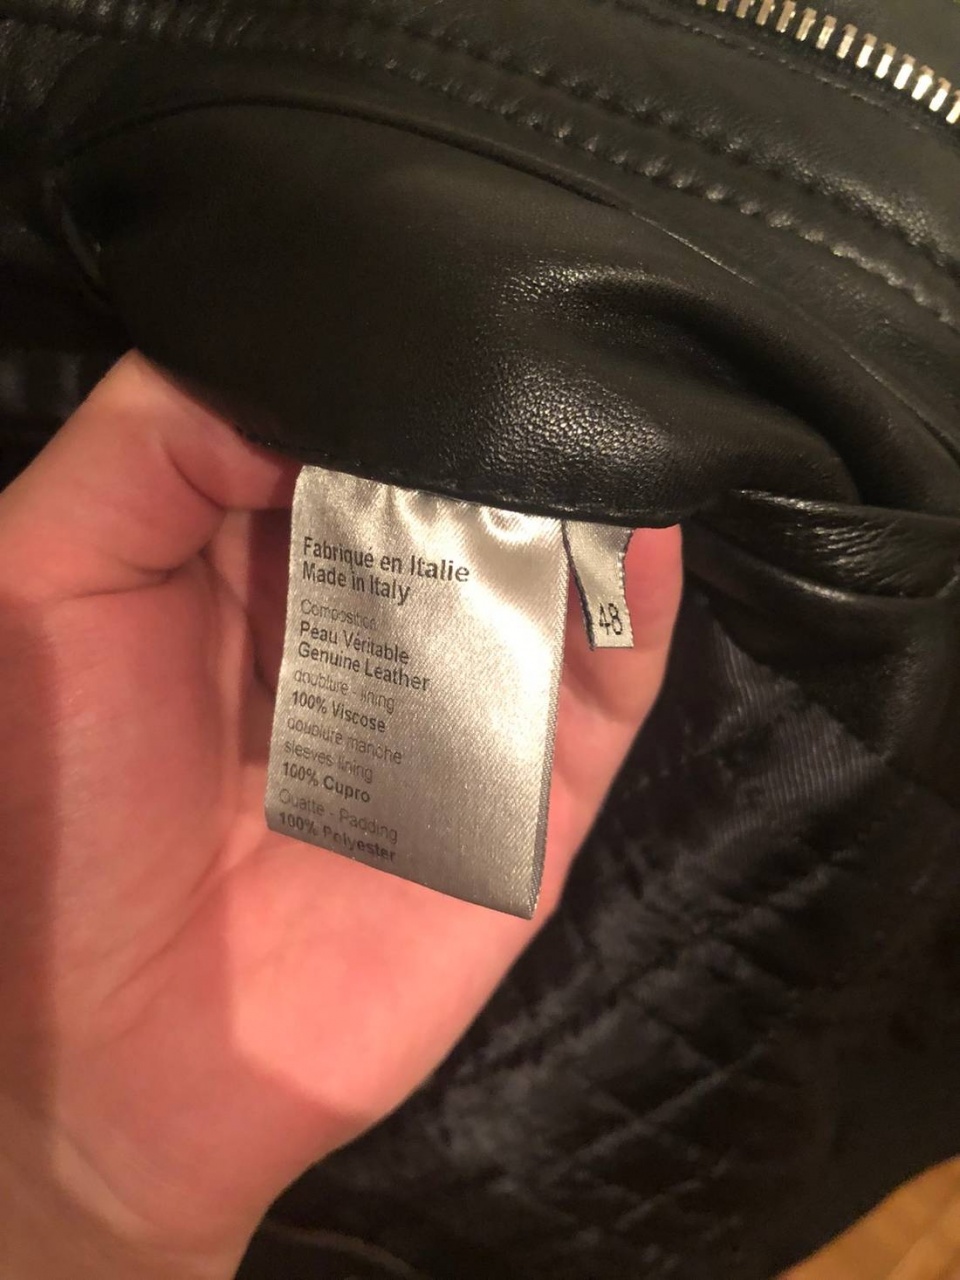 Fabriqué en Italie
Made in Italy
Composition
Peau Véritable
Genuine Leather
doublure - lining
100% Viscose
doublure manche
sleeves lining
100% Cupro
Ouatte - Padding
100% Polyester
48